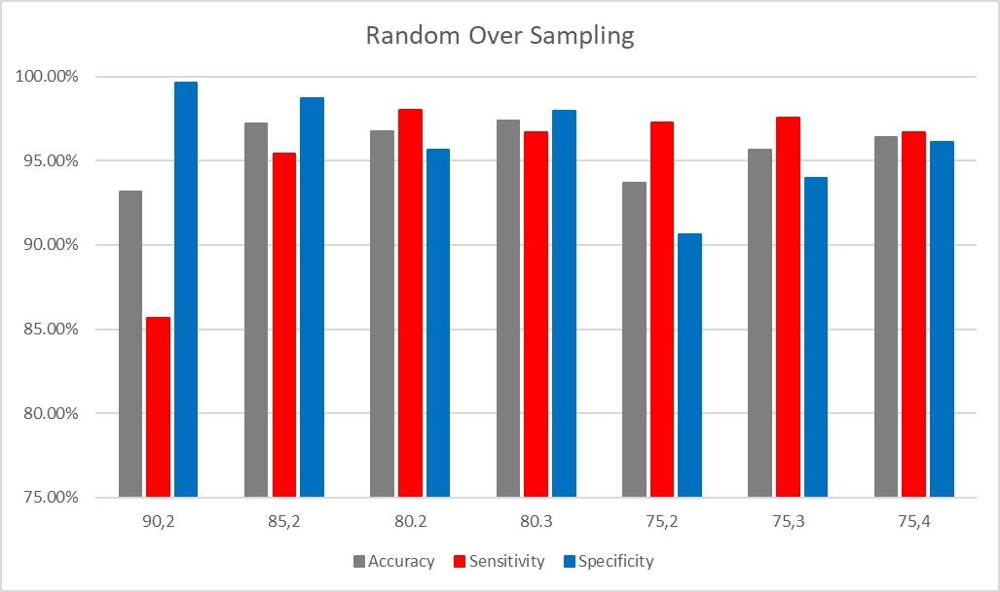 Random Over Sampling
100.00%
95.00%
90.00%
85.00%
80.00%
75.00%
90,2 85,2 80.2 80.3 75,2 75,3 75,4
Accuracy Sensitivity Specificity